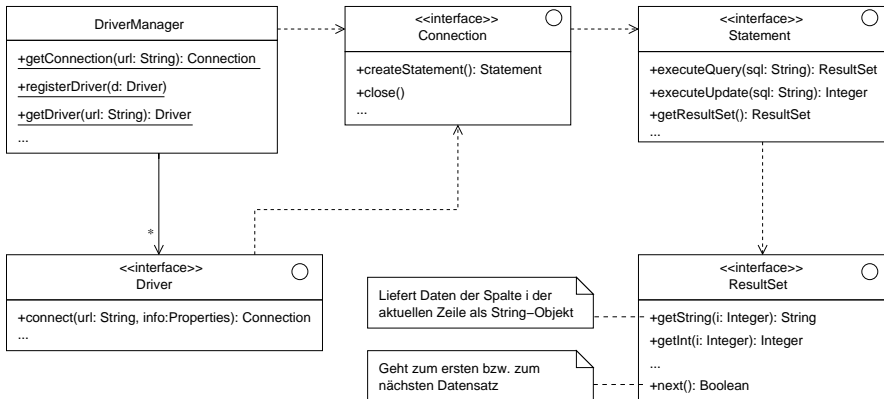 DriverManager
+getConnection(url: String): Connection
+registerDriver(d: Driver)
+getDriver(url: String): Driver
...
<<interface>>
Connection
+createStatement(): Statement
+close()
...
<<interface>>
Statement
+executeQuery(sql: String): ResultSet
+executeUpdate(sql: String): Integer
+getResultSet(): ResultSet
...
*
<<interface>>
Driver
+connect(url: String, info:Properties): Connection
...
Liefert Daten der Spalte i der
aktuellen Zeile als String−Objekt
Geht zum ersten bzw. zum
nächsten Datensatz
<<interface>>
ResultSet
+getString(i: Integer): String
+getInt(i: Integer): Integer
...
+next(): Boolean